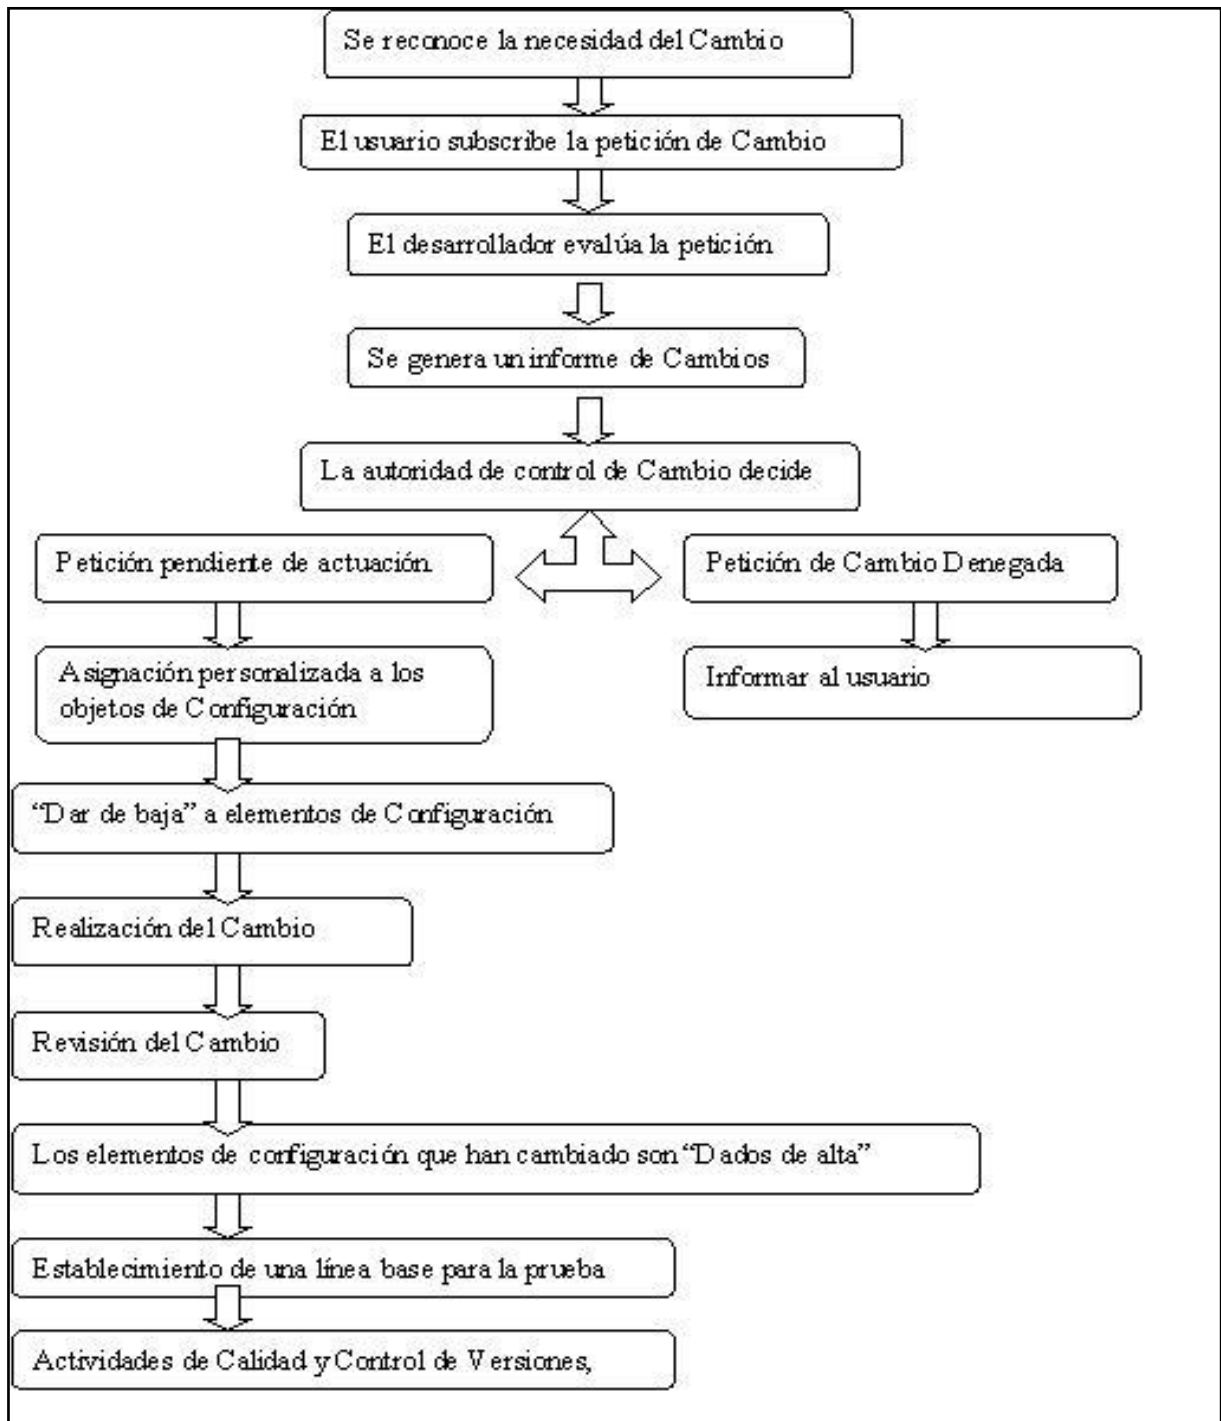 Se reconoce la necesidad del Cambio
El usuario subscribe la petición de Cambio
El desarrollador evalúa la petición
Se genera un informe de Cambios
La autoridad de control de Cambio decide
Petición pendiente de actuación.
Petición de Cambio Denegada
Asignación personalizada a los
objetos de Configuración
Informar al usuario
“Dar de baja” a elementos de Configuración
Realización del Cambio
Revisión del Cambio
Los elementos de configuración que han cambiado son “Dados de alta”
Establecimiento de una línea base para la prueba
Actividades de Calidad y Control de Versiones,